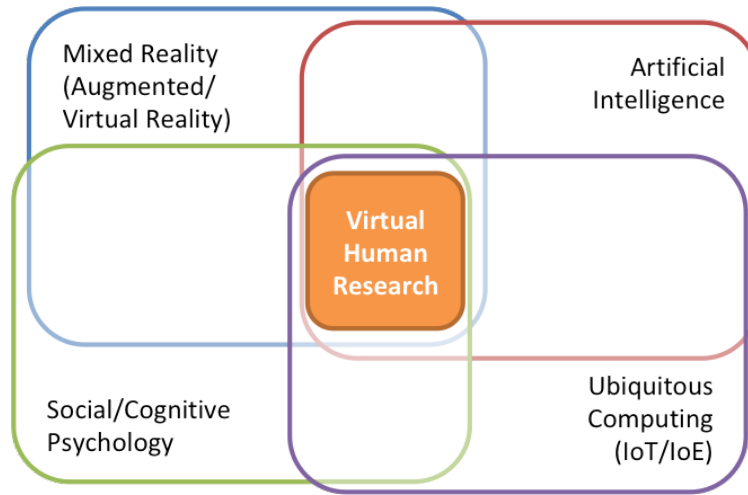 Mixed Reality
(Augmented/
Virtual Reality)
Artificial
Intelligence
Virtual
Human
Research
Social/Cognitive
Psychology
Ubiquitous
Computing
(IoT/IoE)